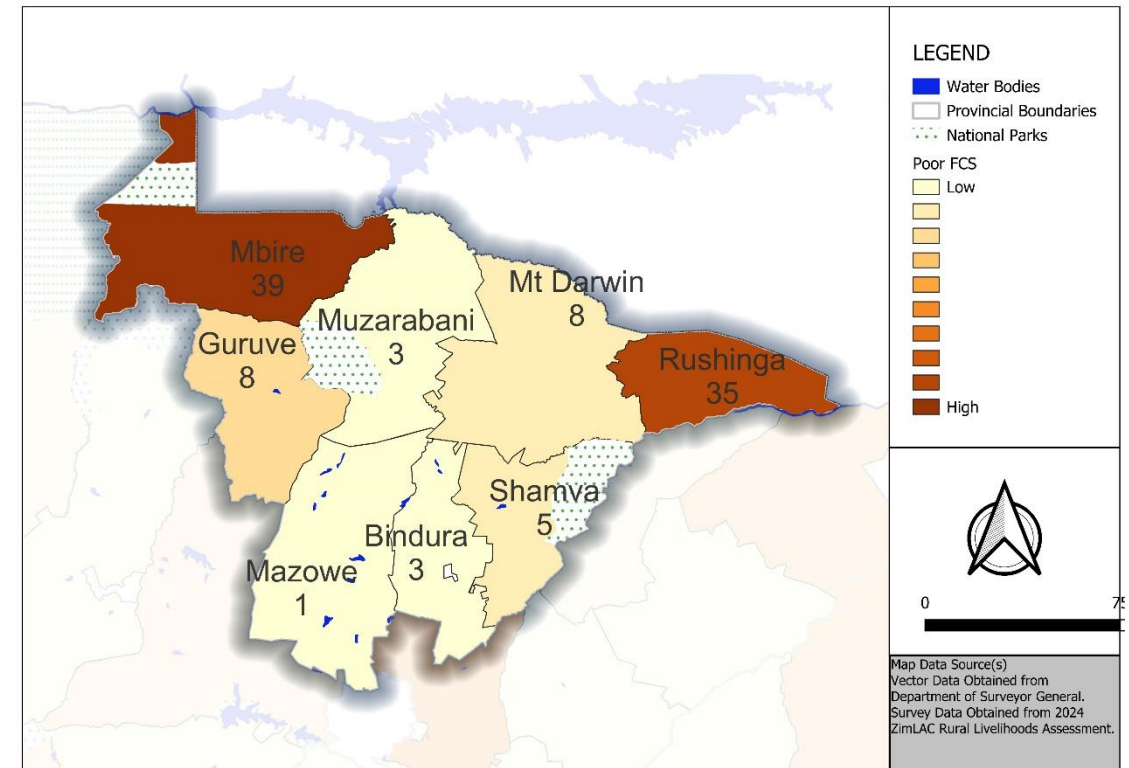 Mbire
39
Mt Darwin
8
Muzarabani
3
Guruve
8
Rushinga
35
Shamva
5
Bindura
3
Mazowe
1
LEGEND
Water Bodies
Provincial Boundaries
National Parks
Poor FCS
Low
High
0 75
Map Data Source(s)
Vector Data Obtained from
Department of Surveyor General.
Survey Data Obtained from 2024
ZimLAC Rural Livelihoods Assessment.